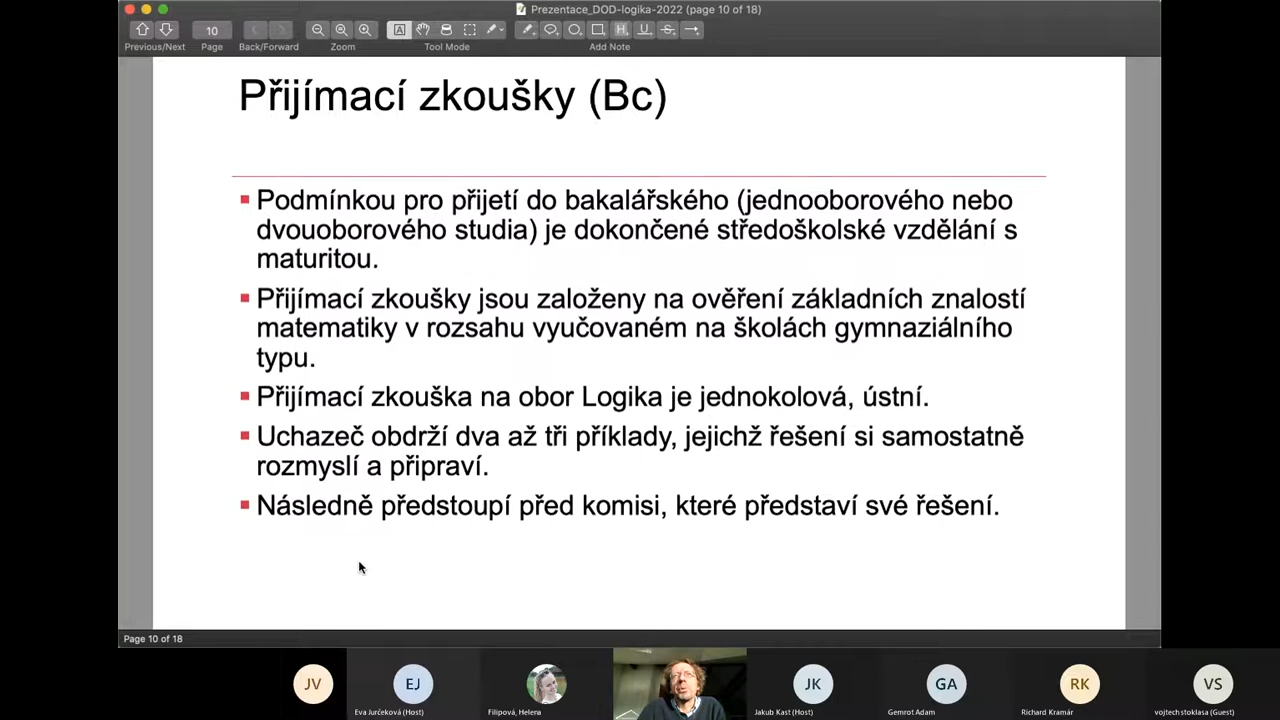 Prezentace_DOD-logika-2022 (page 10 of 18)
10
A
H
U
S
Previous/Next
Page
Back/Forward
Zoom
Tool Mode
Add Note
Přijímací zkoušky (Bc)
Podmínkou pro přijetí do bakalářského (jednooborového nebo
dvouoborového studia) je dokončené středoškolské vzdělání s
maturitou.
Přijímací zkoušky jsou založeny na ověření základních znalostí
matematiky v rozsahu vyučovaném na školách gymnaziálního
typu.
Přijímací zkouška na obor Logika je jednokolová, ústní.
Uchazeč obdrží dva až tři příklady, jejichž řešení si samostatně
rozmyslí a připraví.
Následně předstoupí před komisi, které představí své řešení.
Page 10 of 18
JV
EJ
JK
GA
RK
VS
Eva Jurčeková (Host)
Filipová, Helena
Jakub Kast (Host)
Gemrot Adam
Richard Kramár
vojtech stoklasa (Guest)